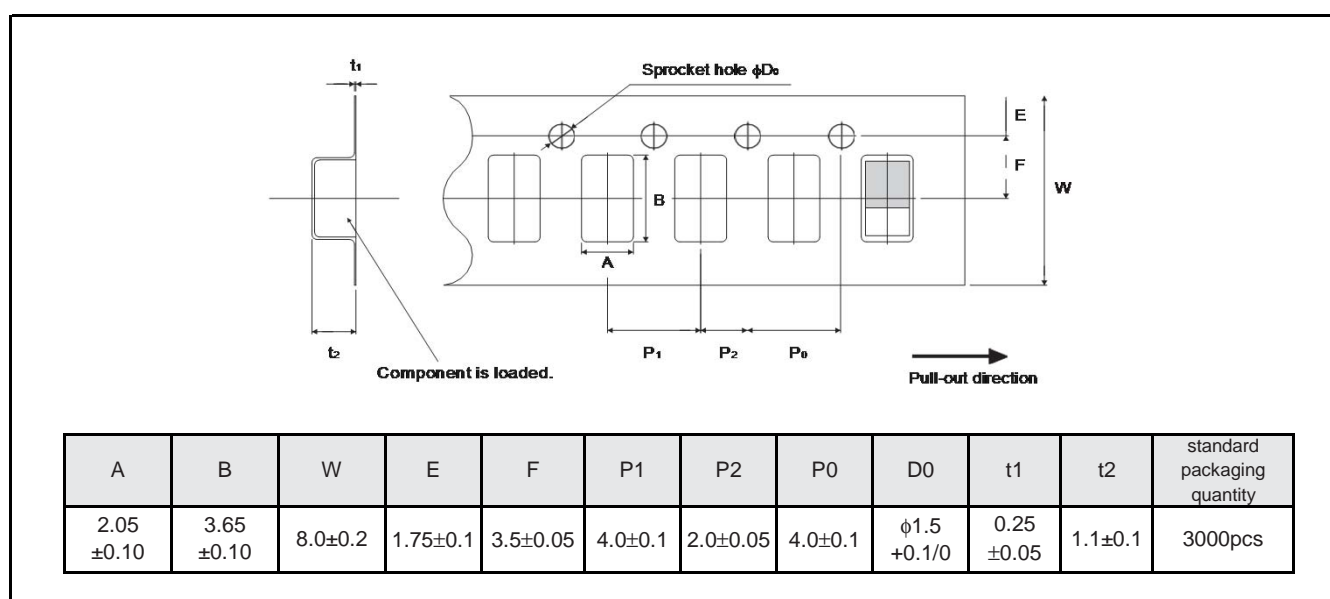 t₁
Sprocket hole ϕD₀
E
F
W
B
A
t₂
P₁ P₂ P₀
Component is loaded.
Pull-out direction
A B W E F P1 P2 P0 D0 t1 t2 standard packaging quantity
2.05 ±0.10 3.65 ±0.10 8.0±0.2 1.75±0.1 3.5±0.05 4.0±0.1 2.0±0.05 4.0±0.1 ϕ1.5 +0.1/0 0.25 ±0.05 1.1±0.1 3000pcs